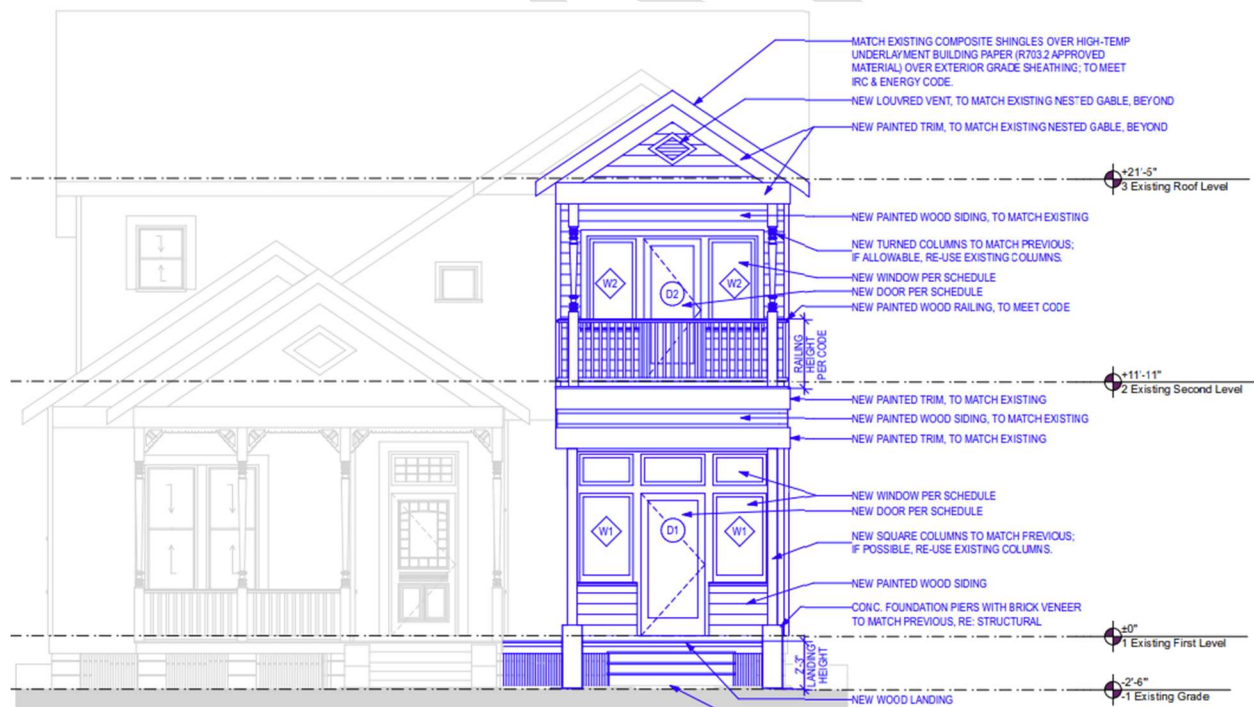 MATCH EXISTING COMPOSITE SHINGLES OVER HIGH-TEMP
UNDERLAYMENT BUILDING PAPER (R703.2 APPROVED
MATERIAL) OVER EXTERIOR GRADE SHEATHING; TO MEET
IRC & ENERGY CODE.
NEW LOUVRED VENT, TO MATCH EXISTING NESTED GABLE, BEYOND
NEW PAINTED TRIM, TO MATCH EXISTING NESTED GABLE, BEYOND
+21'-5"
3 Existing Roof Level
NEW PAINTED WOOD SIDING, TO MATCH EXISTING
NEW TURNED COLUMNS TO MATCH PREVIOUS;
IF ALLOWABLE, RE-USE EXISTING COLUMNS.
NEW WINDOW PER SCHEDULE
W2
D2
W2
NEW DOOR PER SCHEDULE
NEW PAINTED WOOD RAILING, TO MEET CODE
RAILING
HEIGHT
PER CODE
+11'-11"
2 Existing Second Level
NEW PAINTED TRIM, TO MATCH EXISTING
NEW PAINTED WOOD SIDING, TO MATCH EXISTING
NEW PAINTED TRIM, TO MATCH EXISTING
NEW WINDOW PER SCHEDULE
NEW DOOR PER SCHEDULE
W1
D1
W1
NEW SQUARE COLUMNS TO MATCH PREVIOUS;
IF POSSIBLE, RE-USE EXISTING COLUMNS.
NEW PAINTED WOOD SIDING
CONC. FOUNDATION PIERS WITH BRICK VENEER
TO MATCH PREVIOUS, RE: STRUCTURAL
±0"
1 Existing First Level
2'-3"
LANDING
HEIGHT
-2'-6"
-1 Existing Grade
NEW WOOD LANDING